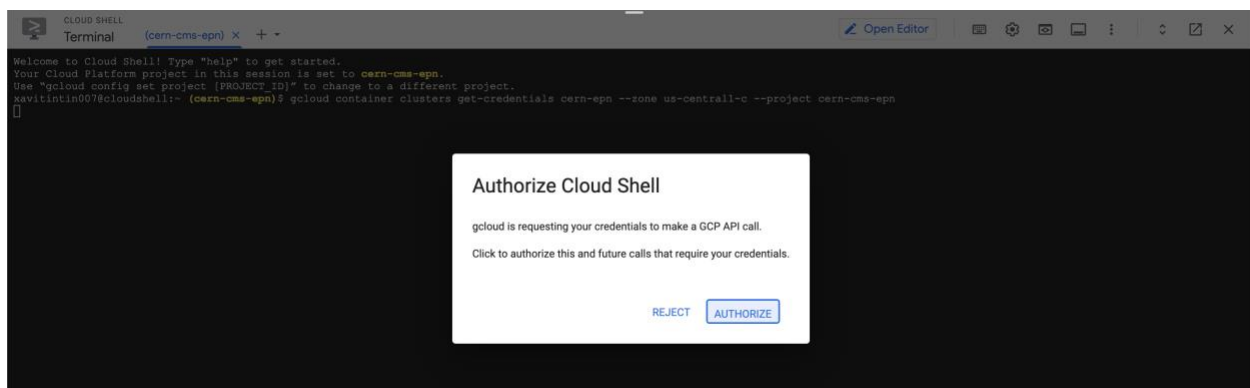 CLOUD SHELL
Terminal
(cern-cms-epn) × + ▾
Open Editor
Welcome to Cloud Shell! Type "help" to get started.
Your Cloud Platform project in this session is set to cern-cms-epn.
Use "gcloud config set project [PROJECT_ID]" to change to a different project.
xavitintin007@cloudshell:~ (cern-cms-epn)$ gcloud container clusters get-credentials cern-epn --zone us-central1-c --project cern-cms-epn
Authorize Cloud Shell
gcloud is requesting your credentials to make a GCP API call.
Click to authorize this and future calls that require your credentials.
REJECT AUTHORIZE